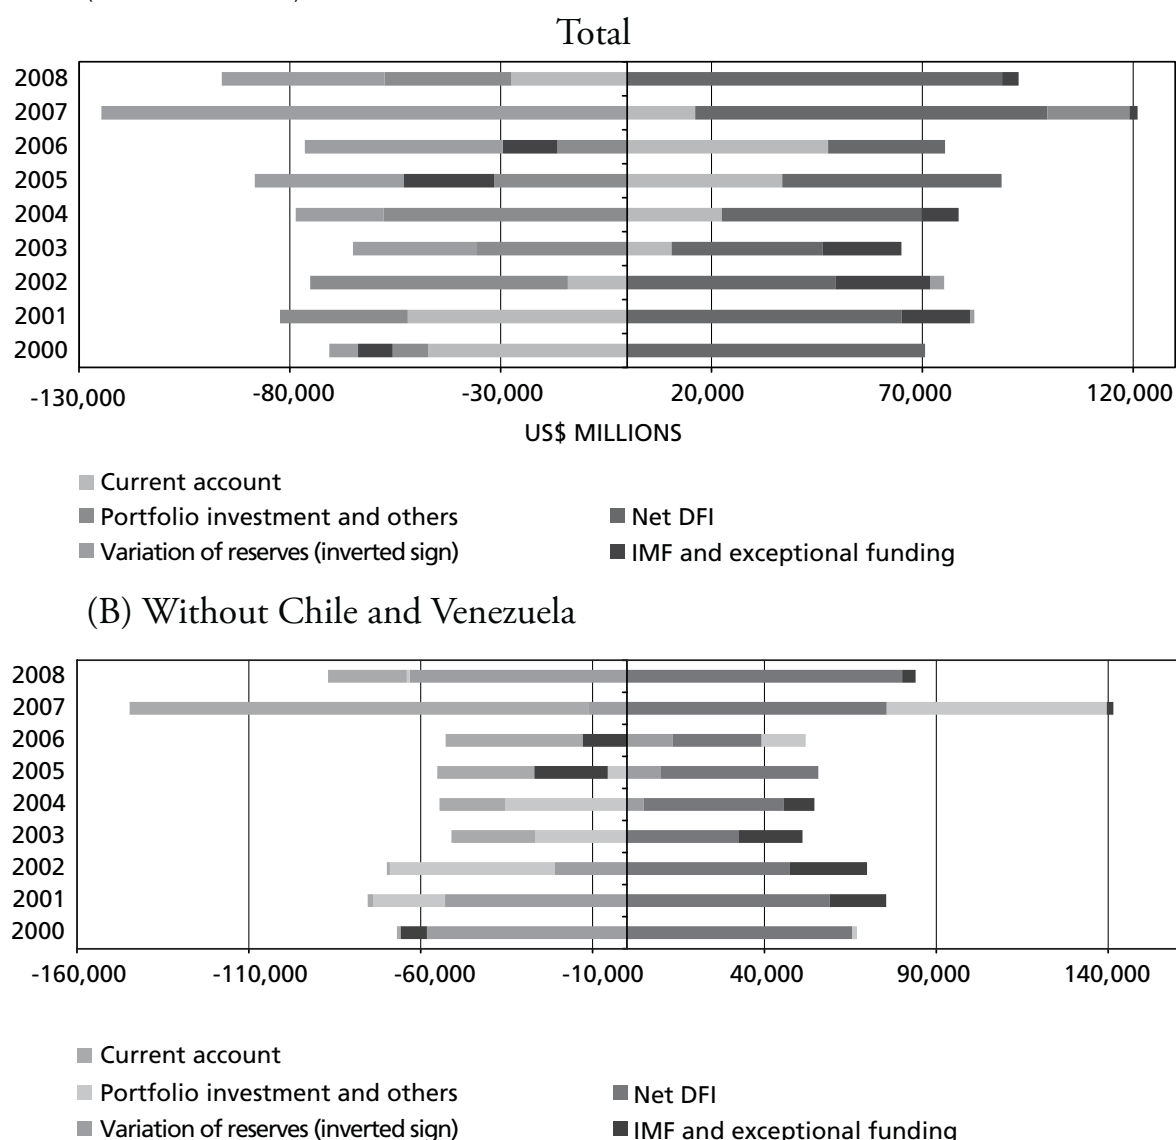 Total
2008
2007
2006
2005
2004
2003
2002
2001
2000
-130,000 -80,000 -30,000 20,000 70,000 120,000
US$ MILLIONS
Current account
Portfolio investment and others Net DFI
Variation of reserves (inverted sign) IMF and exceptional funding
(B) Without Chile and Venezuela
2008
2007
2006
2005
2004
2003
2002
2001
2000
-160,000 -110,000 -60,000 -10,000 40,000 90,000 140,000
Current account
Portfolio investment and others Net DFI
Variation of reserves (inverted sign) IMF and exceptional funding